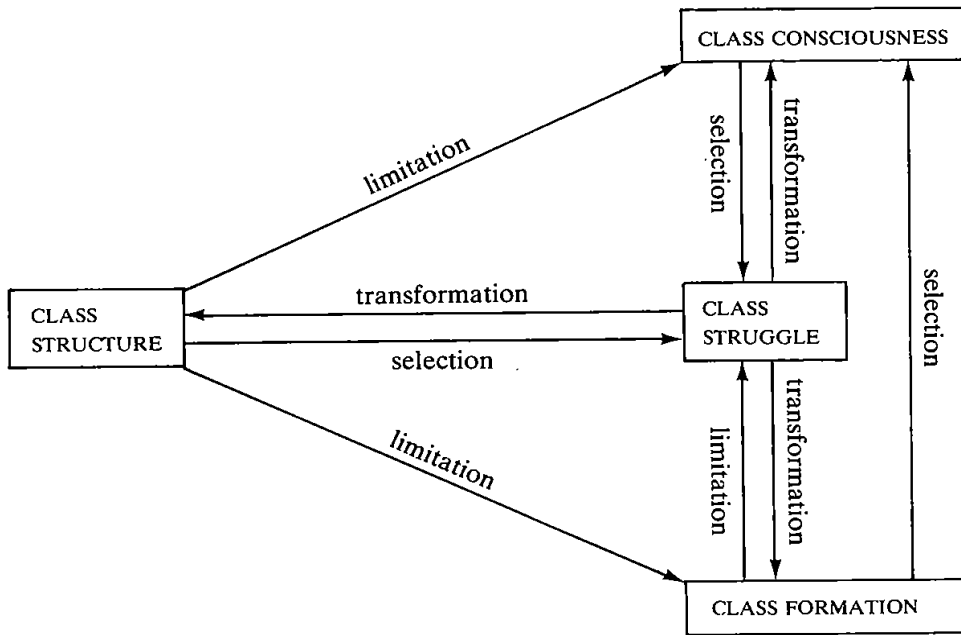 CLASS CONSCIOUSNESS
limitation
selection
transformation
selection
CLASS
STRUCTURE
transformation
selection
CLASS
STRUGGLE
limitation
limitation
transformation
CLASS FORMATION